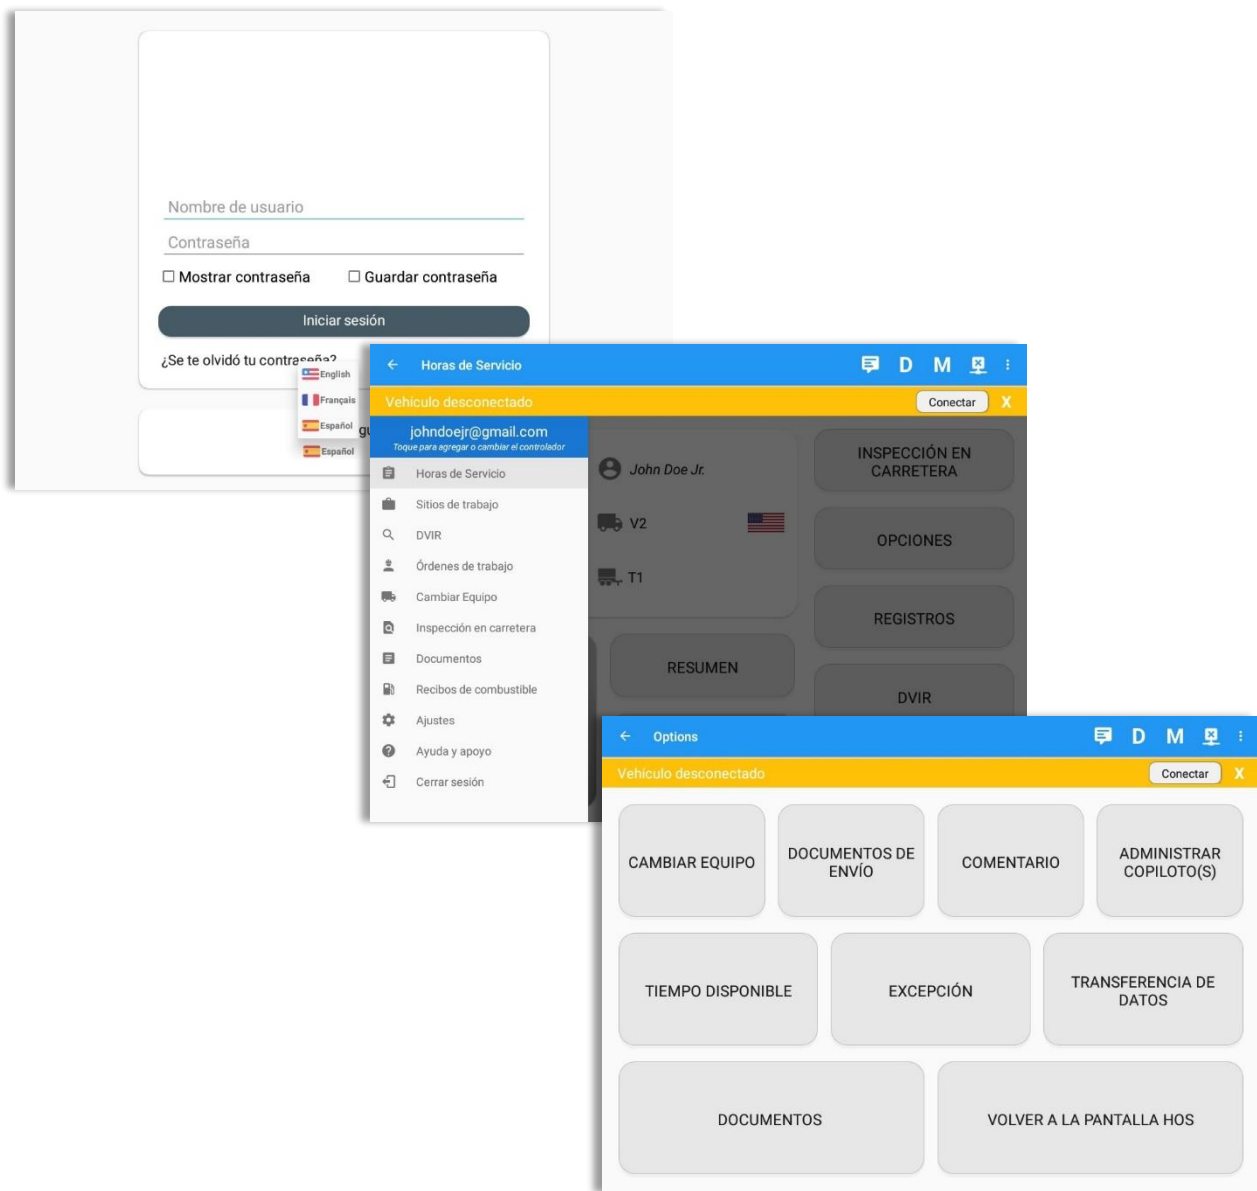 Nombre de usuario
Contraseña
Mostrar contraseña
Guardar contraseña
Iniciar sesión
¿Se te olvidó tu contraseña?
English
Français
Español
Español
Horas de Servicio
D M
Vehículo desconectado
Conectar
X
johndoejr@gmail.com
Toque para agregar o cambiar el controlador
Horas de Servicio
Sitios de trabajo
DVIR
Órdenes de trabajo
Cambiar Equipo
Inspección en carretera
Documentos
Recibos de combustible
Ajustes
Ayuda y apoyo
Cerrar sesión
John Doe Jr.
V2
T1
RESUMEN
INSPECCIÓN EN
CARRETERA
OPCIONES
REGISTROS
DVIR
Options
D M
Vehículo desconectado
Conectar
X
CAMBIAR EQUIPO
DOCUMENTOS DE
ENVÍO
COMENTARIO
ADMINISTRAR
COPILOTO(S)
TIEMPO DISPONIBLE
EXCEPCIÓN
TRANSFERENCIA DE
DATOS
DOCUMENTOS
VOLVER A LA PANTALLA HOS